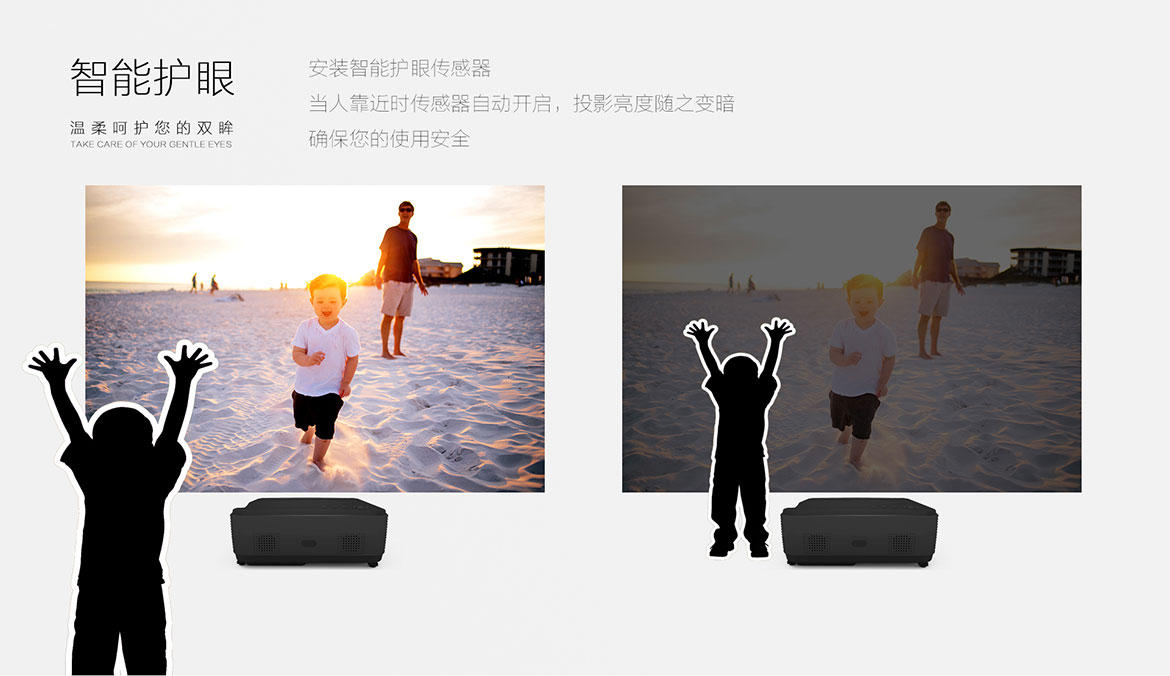 智能护眼
温柔呵护您的双眸
TAKE CARE OF YOUR GENTLE EYES
安装智能护眼传感器
当人靠近时传感器自动开启，投影亮度随之变暗
确保您的使用安全